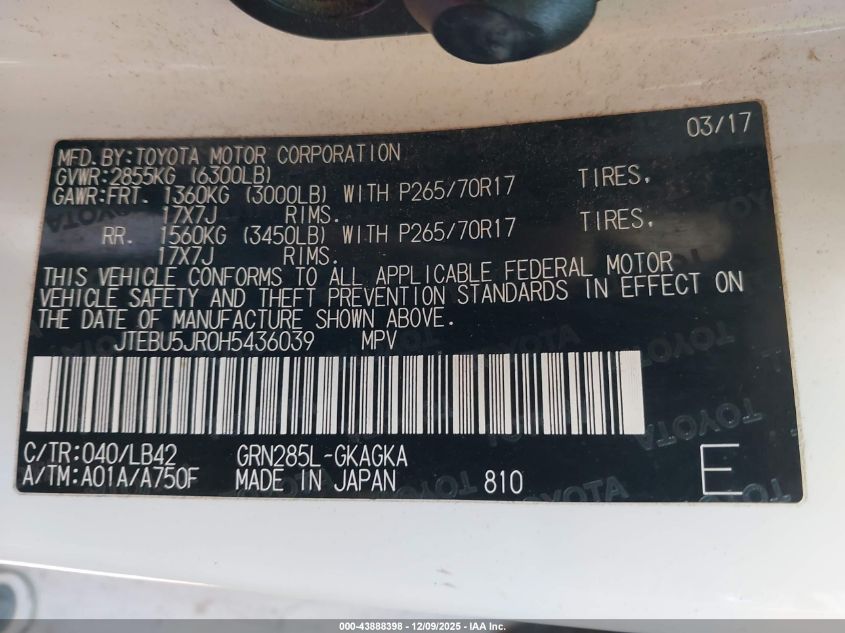 03/17
MFD. BY: TOYOTA MOTOR CORPORATION
GVWR: 2855KG (6300LB)
GAWR: FRT. 1360KG (3000LB) WITH P265/70R17 TIRES,
17X7J RIMS.
RR. 1560KG (3450LB) WITH P265/70R17 TIRES,
17X7J RIMS.
THIS VEHICLE CONFORMS TO ALL APPLICABLE FEDERAL MOTOR
VEHICLE SAFETY AND THEFT PREVENTION STANDARDS IN EFFECT ON
THE DATE OF MANUFACTURE SHOWN ABOVE.
JTEBU5JR0H5436039 MPV
C/TR: 040/LB42 GRN285L-GKAGKA
A/TM: A01A/A750F MADE IN JAPAN 810 E
000-43888398 - 12/09/2025 - IAA Inc.